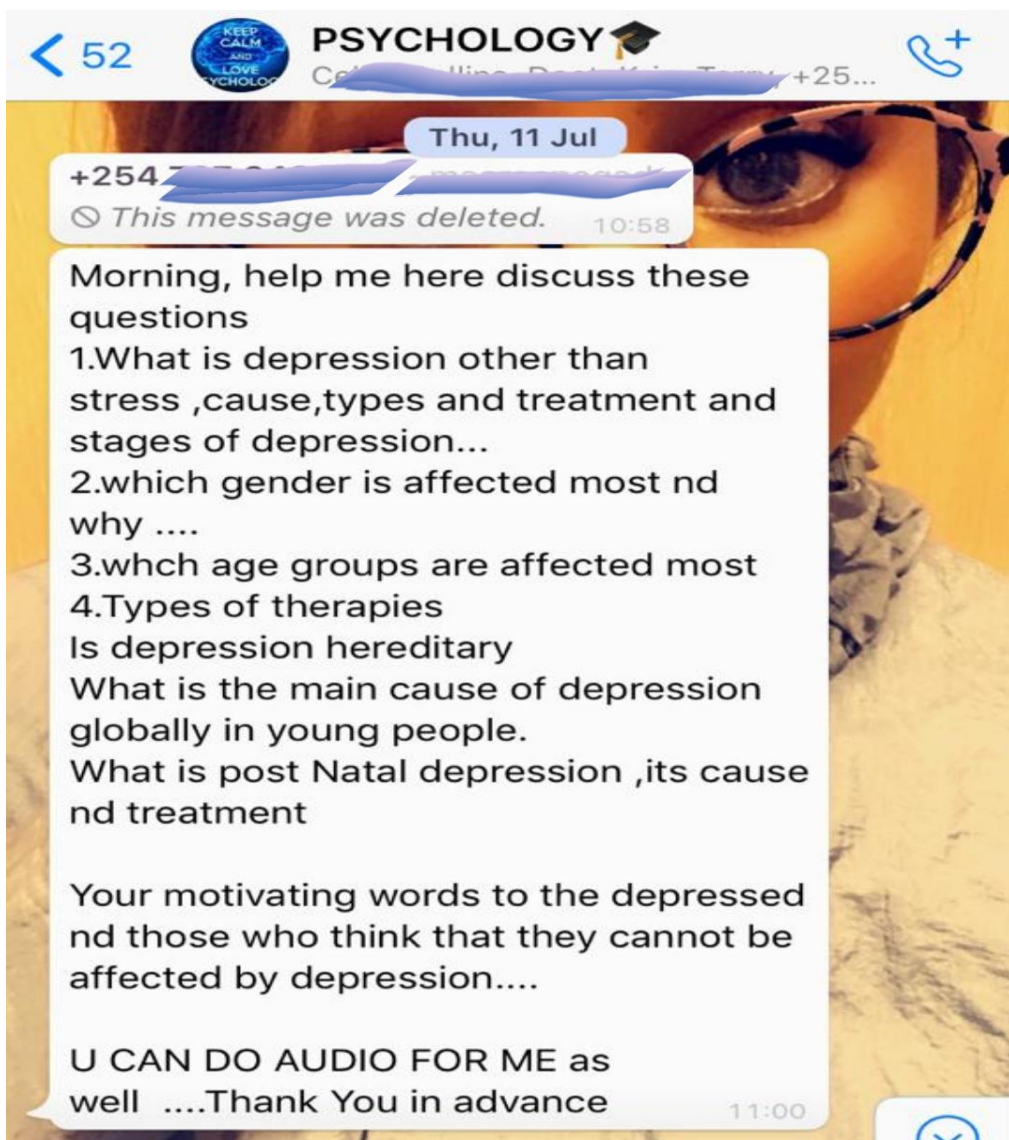 52
KEEP
CALM
AND
LOVE
PSYCHOLOGY🎓
+25...
Thu, 11 Jul
+254
This message was deleted. 10:58
Morning, help me here discuss these
questions
1.What is depression other than
stress ,cause,types and treatment and
stages of depression...
2.which gender is affected most nd
why ....
3.whch age groups are affected most
4.Types of therapies
Is depression hereditary
What is the main cause of depression
globally in young people.
What is post Natal depression ,its cause
nd treatment
Your motivating words to the depressed
nd those who think that they cannot be
affected by depression....
U CAN DO AUDIO FOR ME as
well ....Thank You in advance
11:00